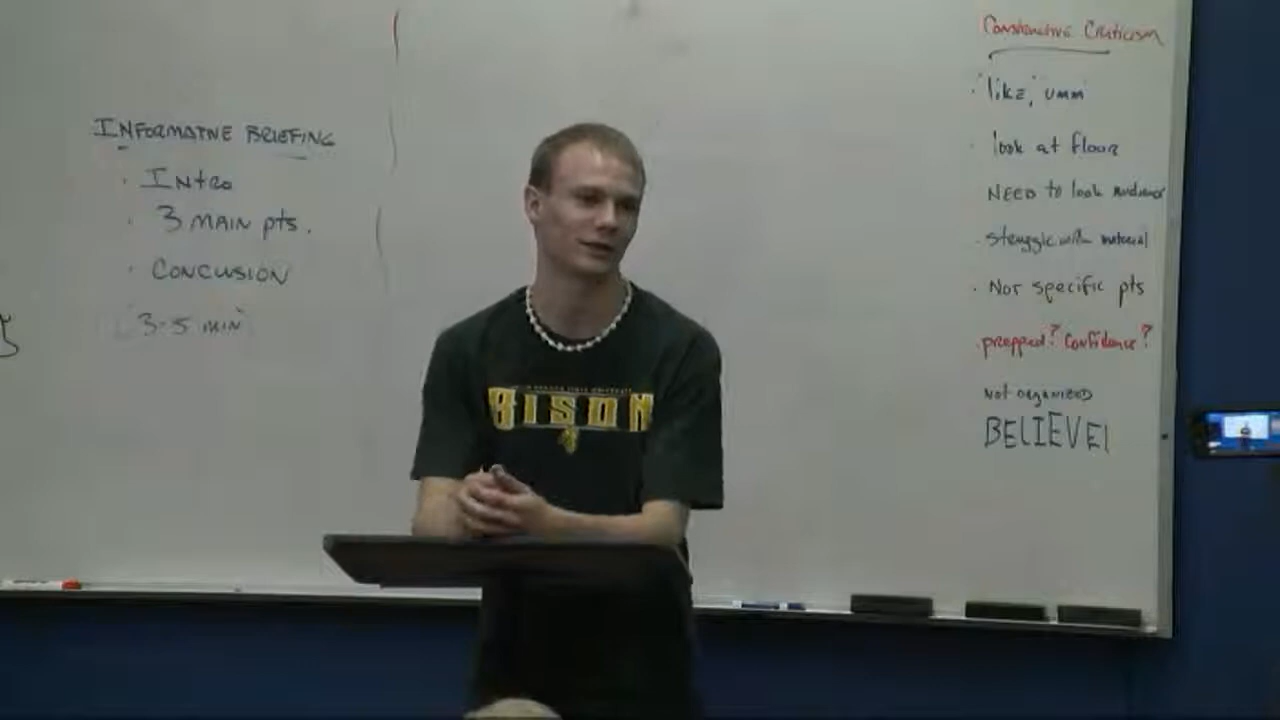 INFORMATIVE BRIEFING
· INtro
· 3 MAIN pts.
· CONCLUSION
3-5 MIN
BISON
Constructive Criticism
· "like," umm
· look at floor
NEED to look Audience
· struggle with material
· Not specific pts
· prepped? Confidence?
Not organized
BELIEVE!